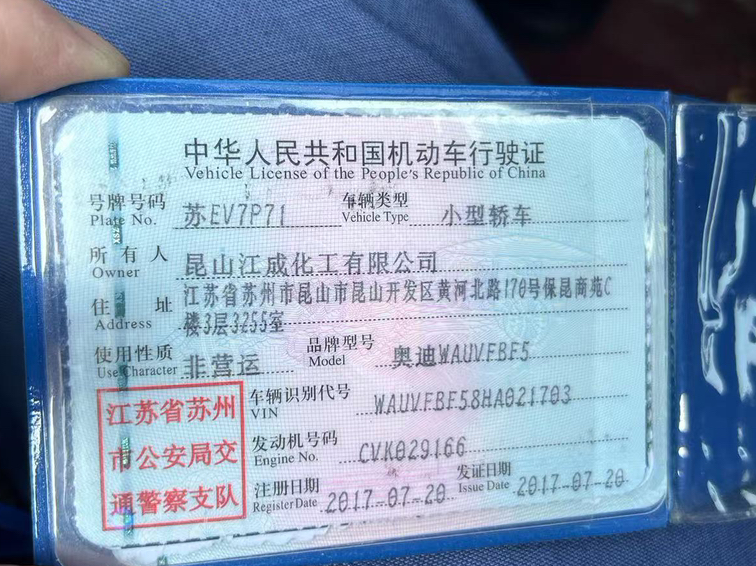 中华人民共和国机动车行驶证
Vehicle License of the People's Republic of China
号牌号码 苏EV7P71 车辆类型 小型轿车
Plate No. Vehicle Type
所有人 昆山江成化工有限公司
Owner
住址 江苏省苏州市昆山市昆山开发区黄河北路170号保昆商苑C
Address 楼3层3255室
使用性质 非营运 品牌型号 奥迪WAUVFBF5
Use Character Model
江苏省苏州
市公安局交
通警察支队
车辆识别代号 WAUVFBF58HA021703
VIN
发动机号码 CVK029166
Engine No.
注册日期 2017-07-20 发证日期 2017-07-20
Register Date Issue Date